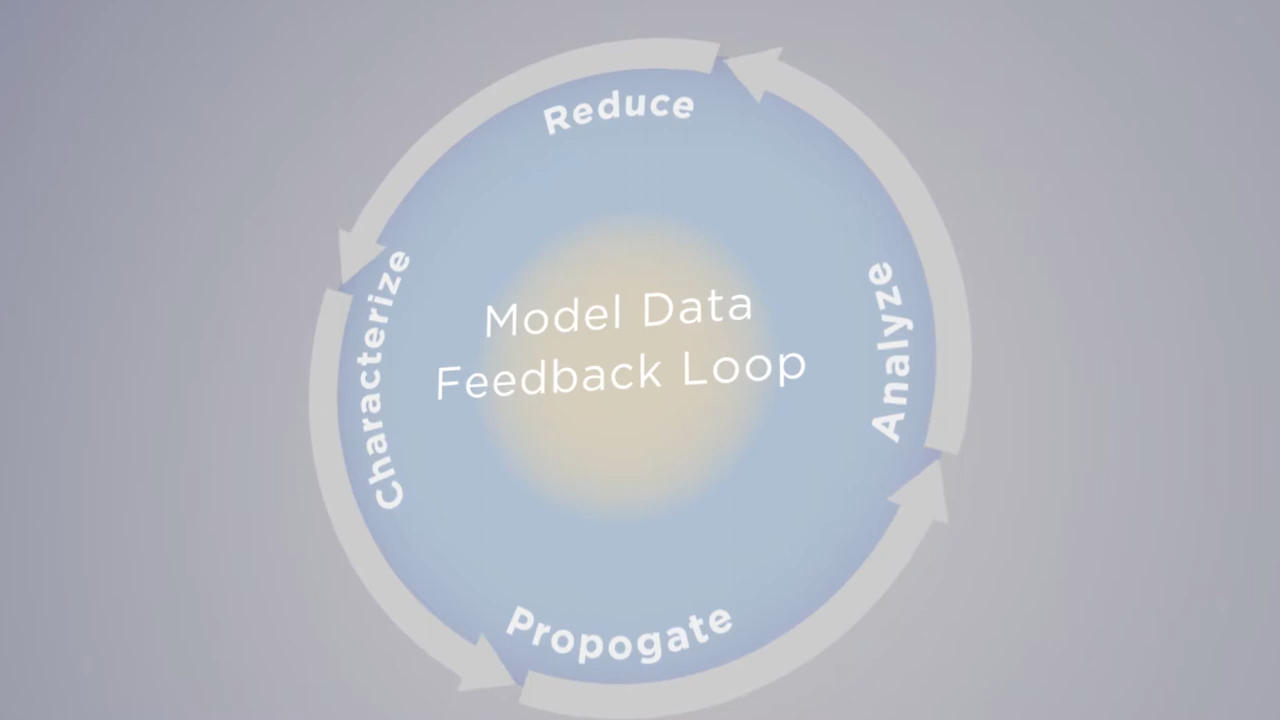 Reduce
Characterize
Model Data
Feedback Loop
Analyze
Propogate